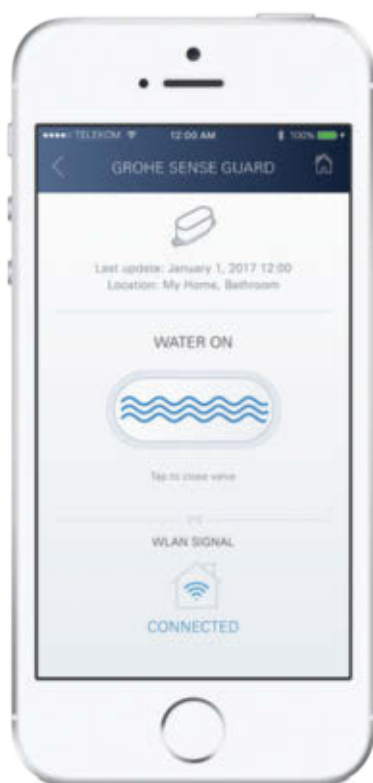 TELEKOM 12:00 AM 100%
GROHE SENSE GUARD
Last update: January 1, 2017 12:00
Location: My Home, Bathroom
WATER ON
Tap to close valve
WLAN SIGNAL
CONNECTED